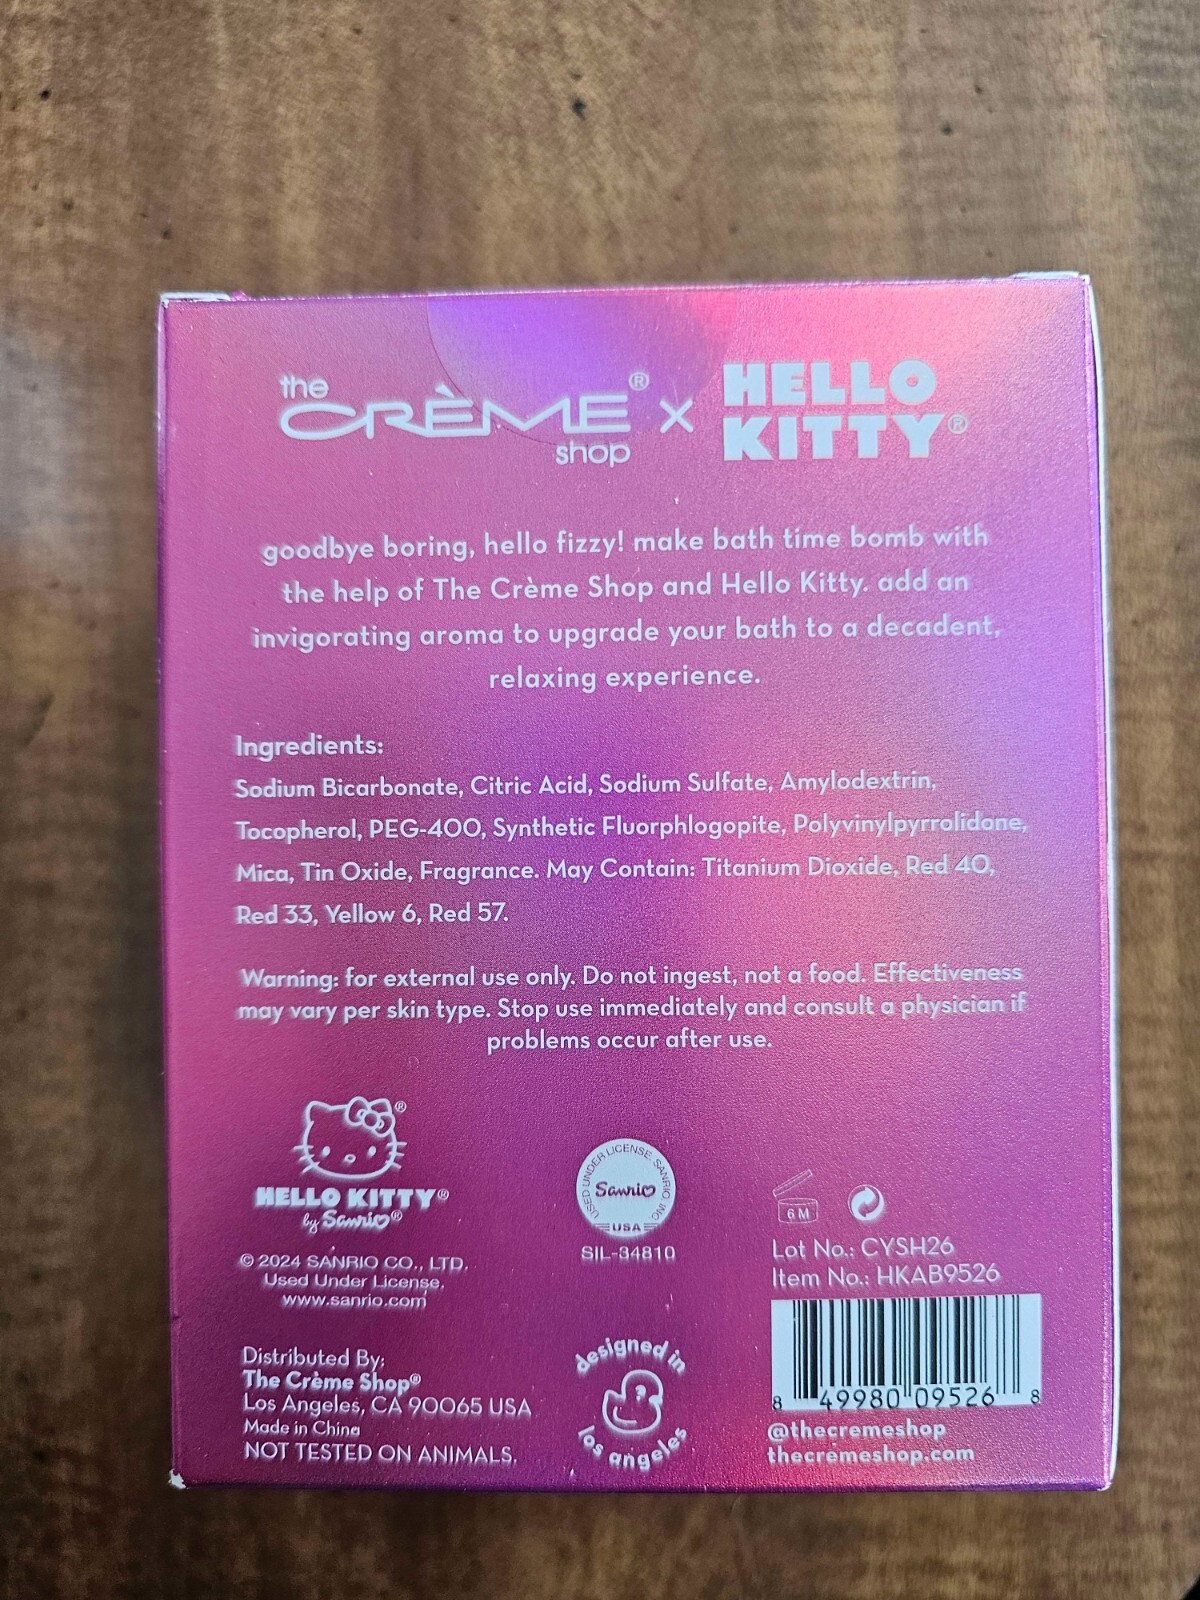 the
CRÈME®
shop
x
HELLO
KITTY®
goodbye boring, hello fizzy! make bath time bomb with
the help of The Crème Shop and Hello Kitty. add an
invigorating aroma to upgrade your bath to a decadent,
relaxing experience.
Ingredients:
Sodium Bicarbonate, Citric Acid, Sodium Sulfate, Amylodextrin,
Tocopherol, PEG-400, Synthetic Fluorphlogopite, Polyvinylpyrrolidone,
Mica, Tin Oxide, Fragrance. May Contain: Titanium Dioxide, Red 40,
Red 33, Yellow 6, Red 57.
Warning: for external use only. Do not ingest, not a food. Effectiveness
may vary per skin type. Stop use immediately and consult a physician if
problems occur after use.
®
HELLO KITTY®
by Sanrio®
© 2024 SANRIO CO., LTD.
Used Under License.
www.sanrio.com
USED UNDER LICENSE. SANRIO, INC.
Sanrio
USA
SIL-34810
6 M
Lot No.: CYSH26
Item No.: HKAB9526
8 49980 09526 8
@thecremeshop
thecremeshop.com
Distributed By:
The Crème Shop®
Los Angeles, CA 90065 USA
Made in China
NOT TESTED ON ANIMALS.
designed in
los angeles